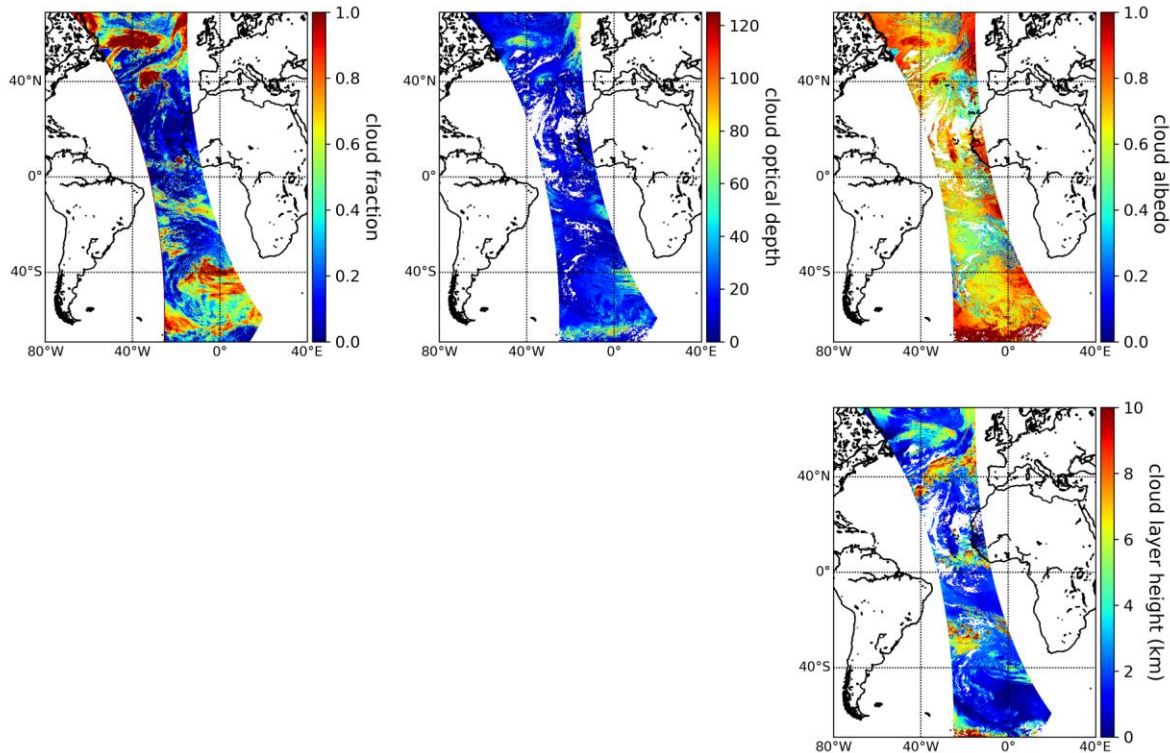 1.0
0.8
0.6
0.4
0.2
0.0
cloud fraction
40°N
0°
40°S
80°W 40°W 0° 40°E
120
100
80
60
40
20
0
cloud optical depth
40°N
0°
40°S
80°W 40°W 0° 40°E
1.0
0.8
0.6
0.4
0.2
0.0
cloud albedo
40°N
0°
40°S
80°W 40°W 0° 40°E
10
8
6
4
2
0
cloud layer height (km)
40°N
0°
40°S
80°W 40°W 0° 40°E